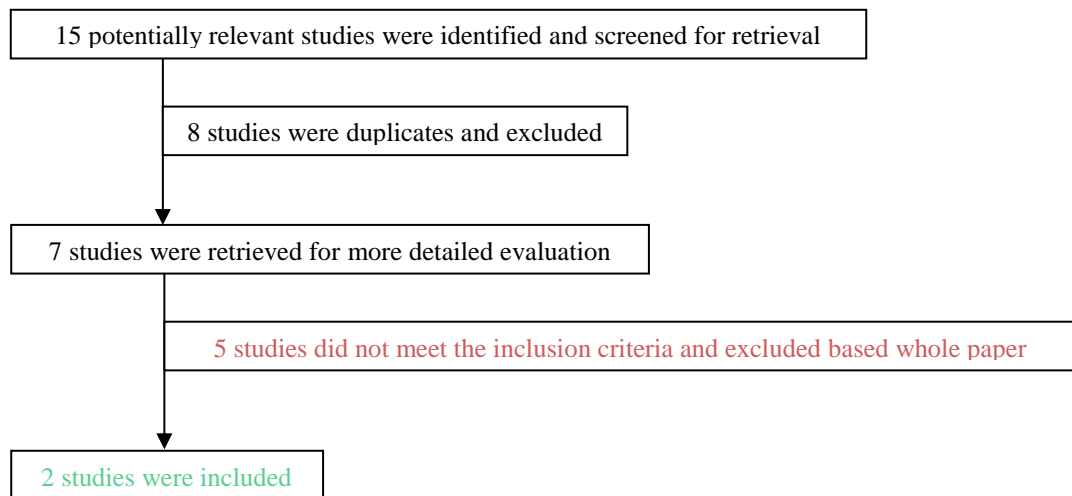 15 potentially relevant studies were identified and screened for retrieval
8 studies were duplicates and excluded
7 studies were retrieved for more detailed evaluation
5 studies did not meet the inclusion criteria and excluded based whole paper
2 studies were included